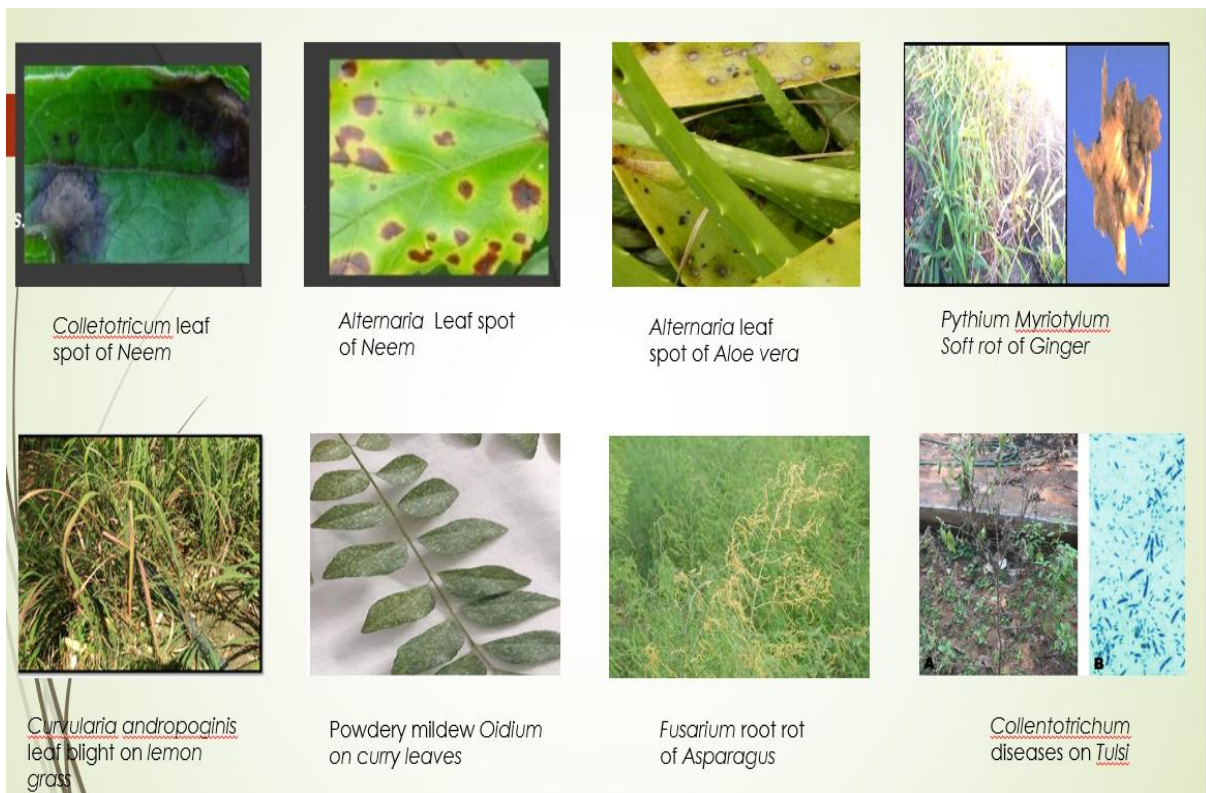 s.
Colletotricum leaf
spot of Neem
Alternaria Leaf spot
of Neem
Alternaria leaf
spot of Aloe vera
Pythium Myriotylum
Soft rot of Ginger
A
B
Curvularia andropoginis
leaf blight on lemon
grass
Powdery mildew Oidium
on curry leaves
Fusarium root rot
of Asparagus
Collentotrichum
diseases on Tulsi